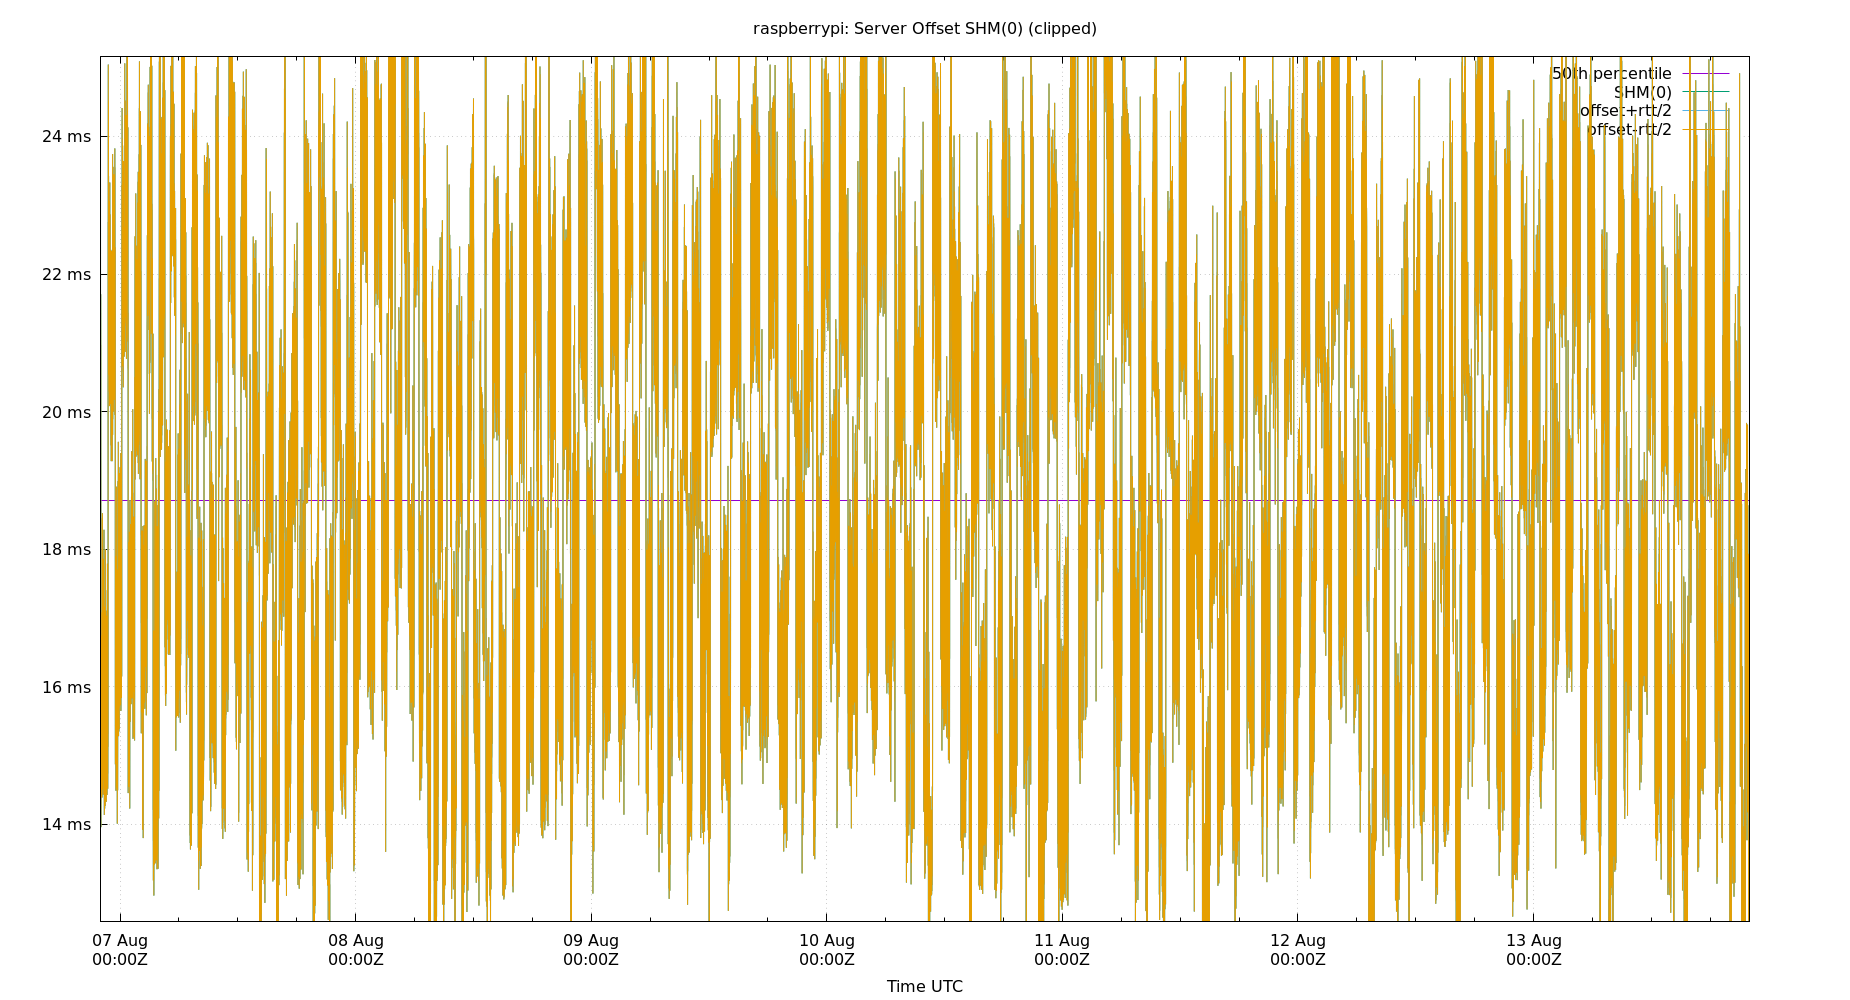 raspberrypi: Server Offset SHM(0) (clipped)
50th percentile
SHM(0)
offset+rtt/2
offset-rtt/2
24 ms
22 ms
20 ms
18 ms
16 ms
14 ms
07 Aug 08 Aug 09 Aug 10 Aug 11 Aug 12 Aug 13 Aug
00:00Z 00:00Z 00:00Z 00:00Z 00:00Z 00:00Z 00:00Z
Time UTC